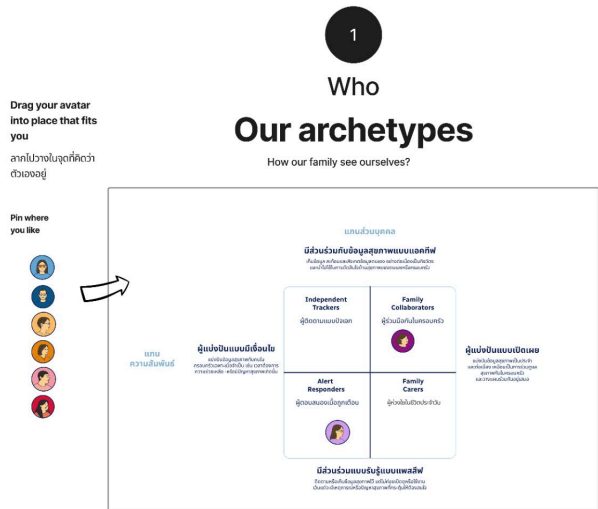 1
Who
Our archetypes
How our family see ourselves?
Drag your avatar
into place that fits
you
ลากไปวางในจุดที่คิดว่า
ตัวเองอยู่
Pin where
you like
แกนส่วนบุคคล
มีส่วนร่วมกับข้อมูลสุขภาพแบบแอคทีฟ
Independent
Trackers
ผู้ติดตามแบบปัจเจก
Family
Collaborators
ผู้ร่วมมือกันในครอบครัว
แกน
ความสัมพันธ์
ผู้แบ่งปันแบบมีเงื่อนไข
ผู้แบ่งปันแบบเปิดเผย
Alert
Responders
ผู้ตอบสนองเมื่อถูกเตือน
Family
Carers
ผู้ห่วงใยในชีวิตประจำวัน
มีส่วนร่วมแบบรับรู้แบบแพสสีฟ